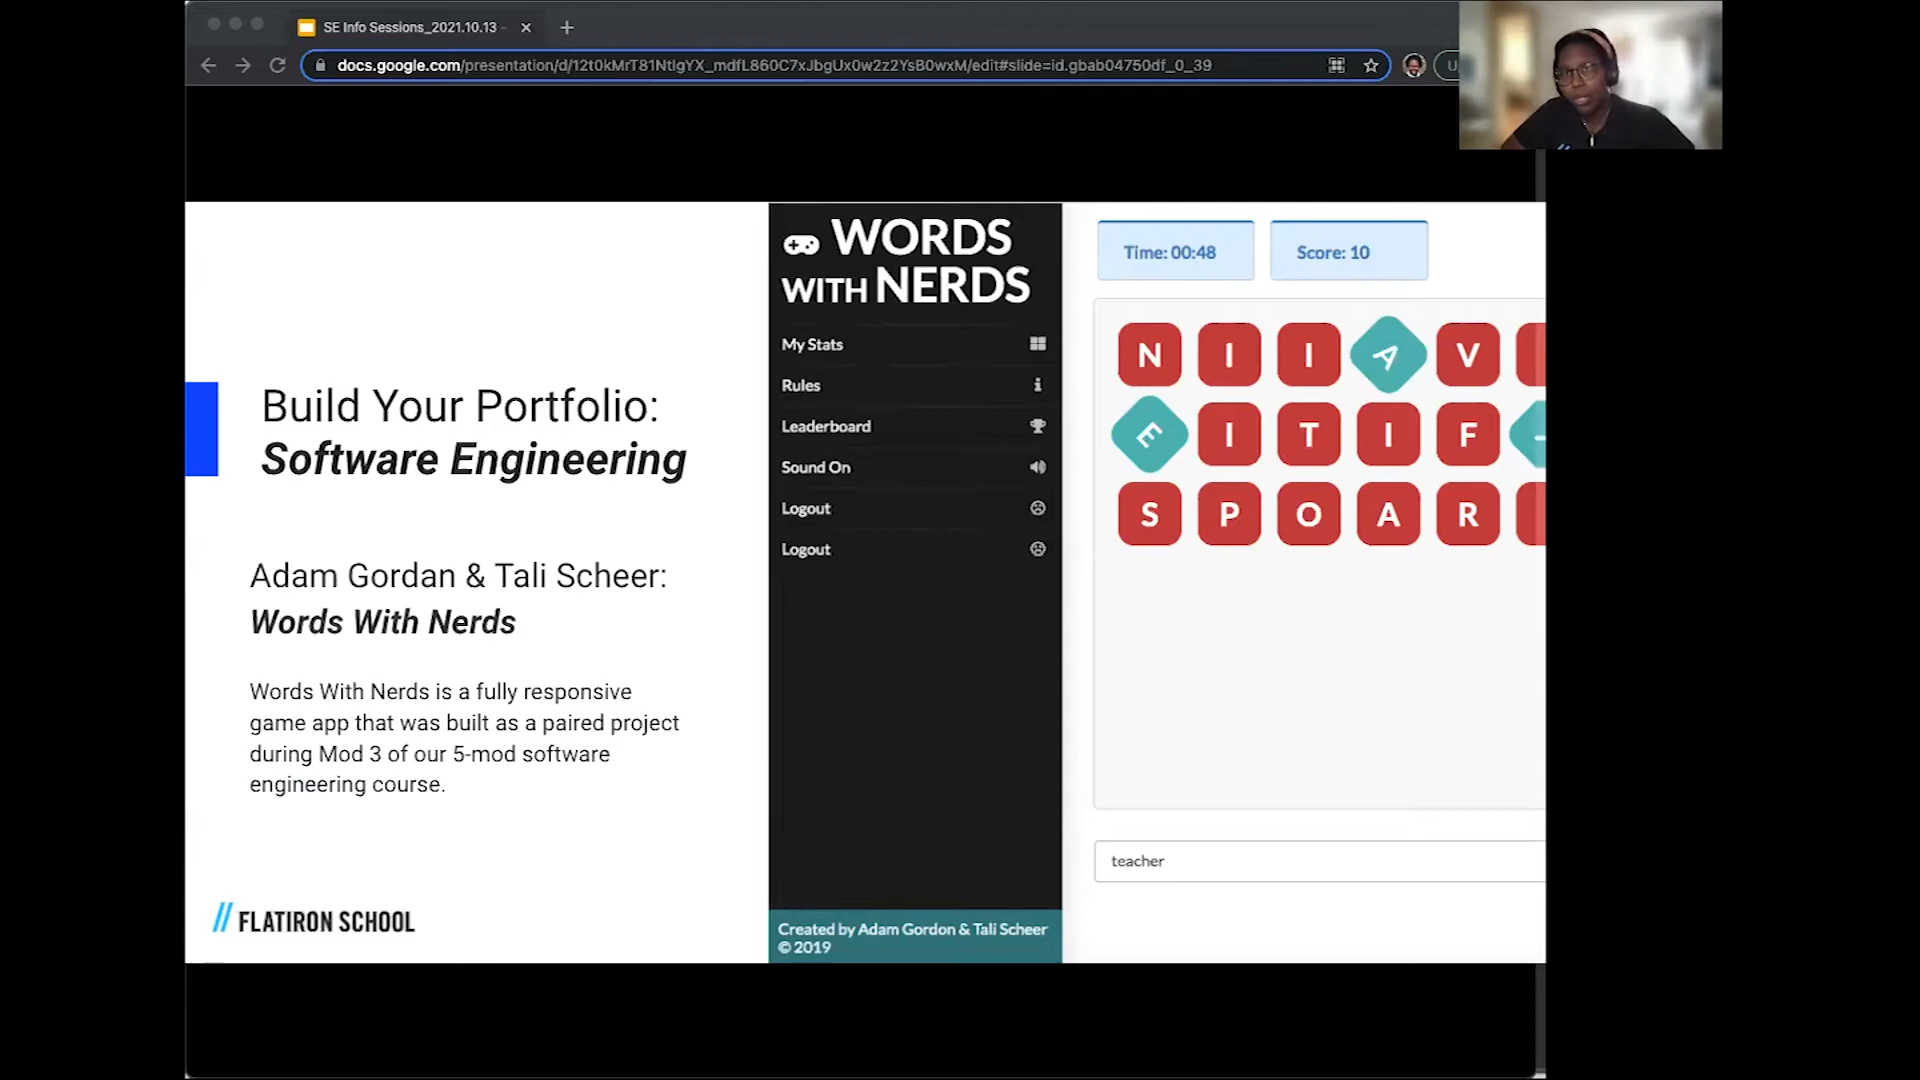 SE Info Sessions_2021.10.13 -
docs.google.com/presentation/d/12t0kMrT81NtIgYX_mdfL860C7xJbgUx0w2z2YsB0wxM/edit#slide=id.gbab04750df_0_39
WORDS
WITH NERDS
Time: 00:48
Score: 10
My Stats
Rules
Leaderboard
Sound On
Logout
Logout
N I I A V
E I T I F
S P O A R
teacher
Build Your Portfolio:
Software Engineering
Adam Gordan & Tali Scheer:
Words With Nerds
Words With Nerds is a fully responsive
game app that was built as a paired project
during Mod 3 of our 5-mod software
engineering course.
// FLATIRON SCHOOL
Created by Adam Gordon & Tali Scheer
© 2019